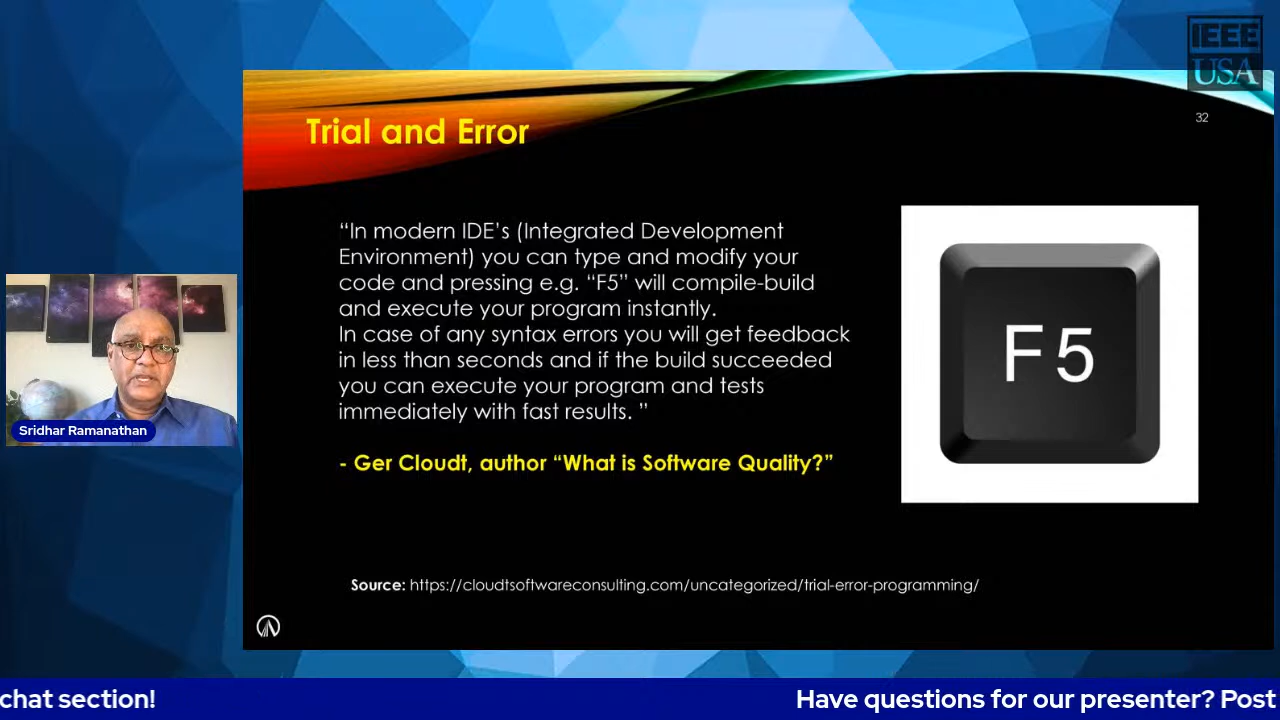 IEEE
USA
Trial and Error
32
“In modern IDE’s (Integrated Development
Environment) you can type and modify your
code and pressing e.g. “F5” will compile-build
and execute your program instantly.
In case of any syntax errors you will get feedback
in less than seconds and if the build succeeded
you can execute your program and tests
immediately with fast results. ”
- Ger Cloudt, author “What is Software Quality?”
F5
Sridhar Ramanathan
Source: https://cloudtsoftwareconsulting.com/uncategorized/trial-error-programming/
chat section! Have questions for our presenter? Post